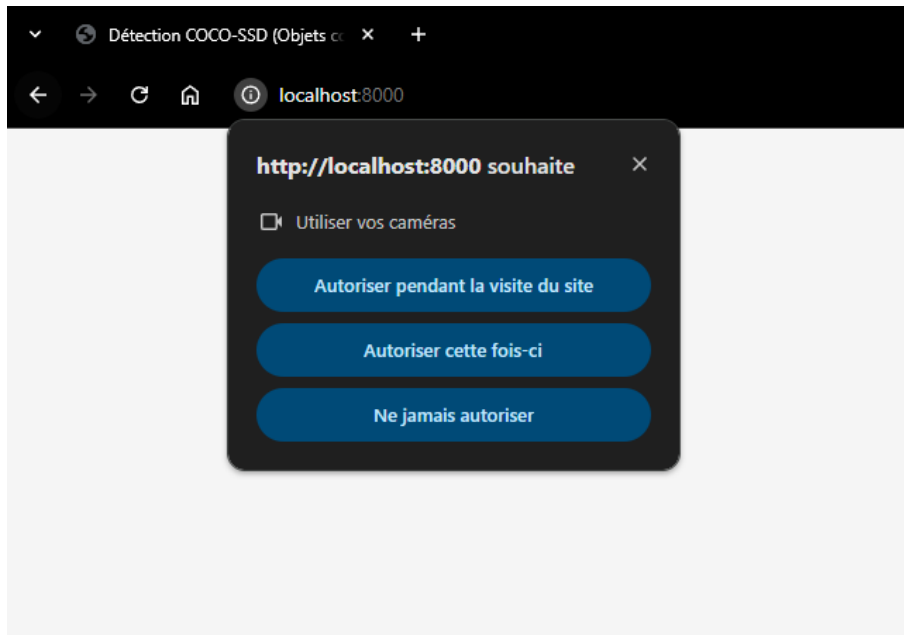 Détection COCO-SSD (Objets c
localhost:8000
http://localhost:8000 souhaite
Utiliser vos caméras
Autoriser pendant la visite du site
Autoriser cette fois-ci
Ne jamais autoriser